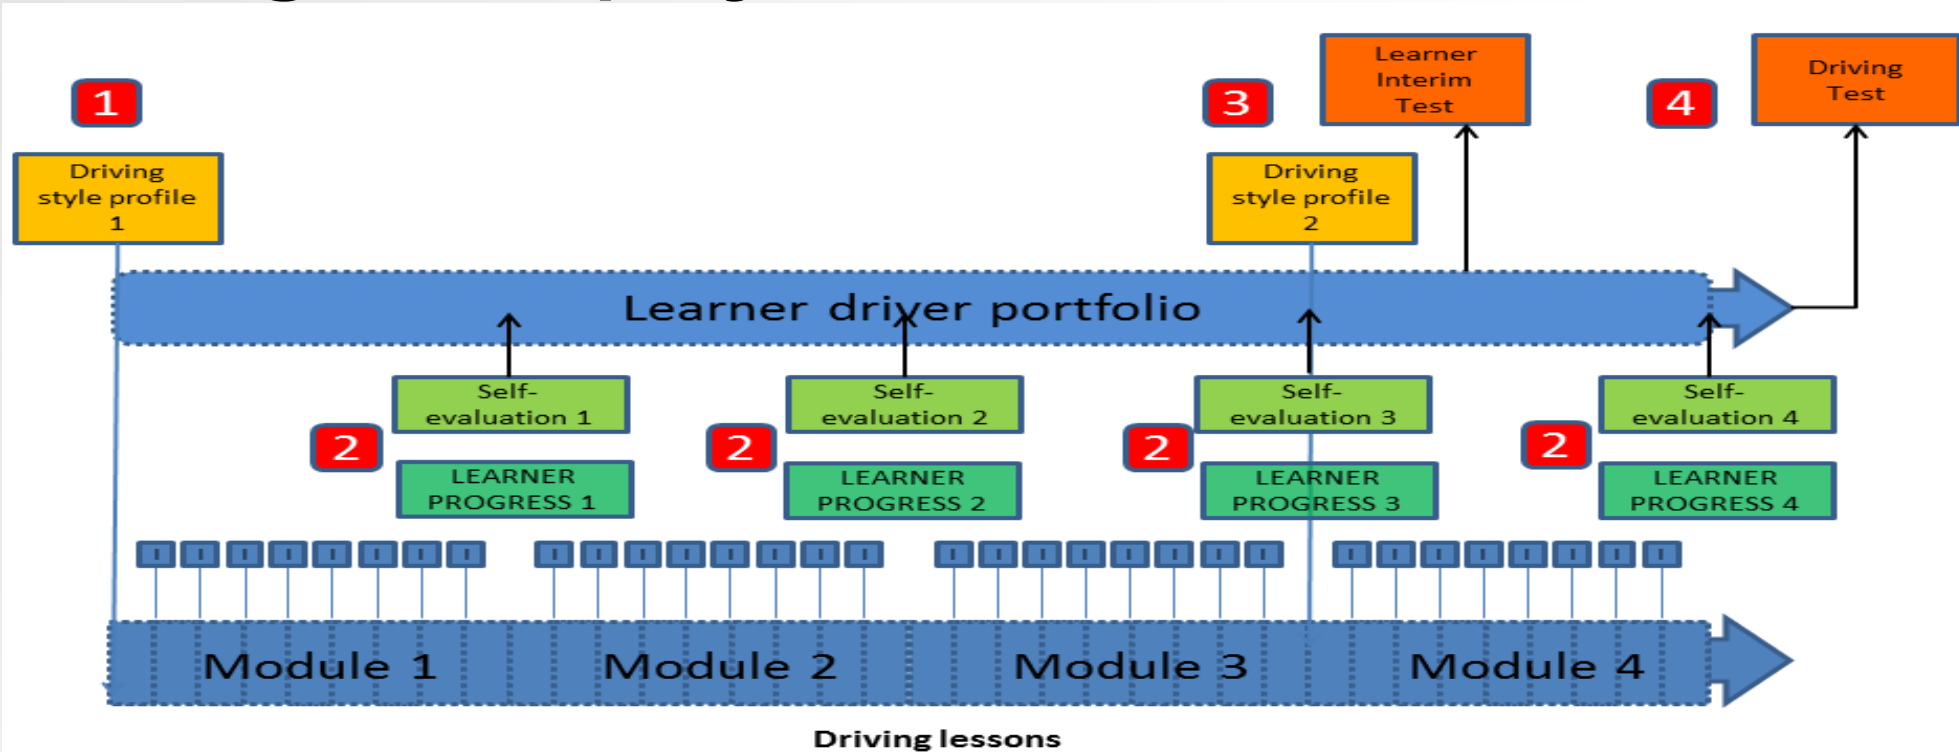 1
Driving
style profile
1
3
Learner
Interim
Test
4
Driving
Test
Driving
style profile
2
Learner driver portfolio
Self-
evaluation 1
Self-
evaluation 2
Self-
evaluation 3
Self-
evaluation 4
2
2
2
2
LEARNER
PROGRESS 1
LEARNER
PROGRESS 2
LEARNER
PROGRESS 3
LEARNER
PROGRESS 4
I I I I I I I I
I I I I I I I I
I I I I I I I I
I I I I I I I I
Module 1
Module 2
Module 3
Module 4
Driving lessons